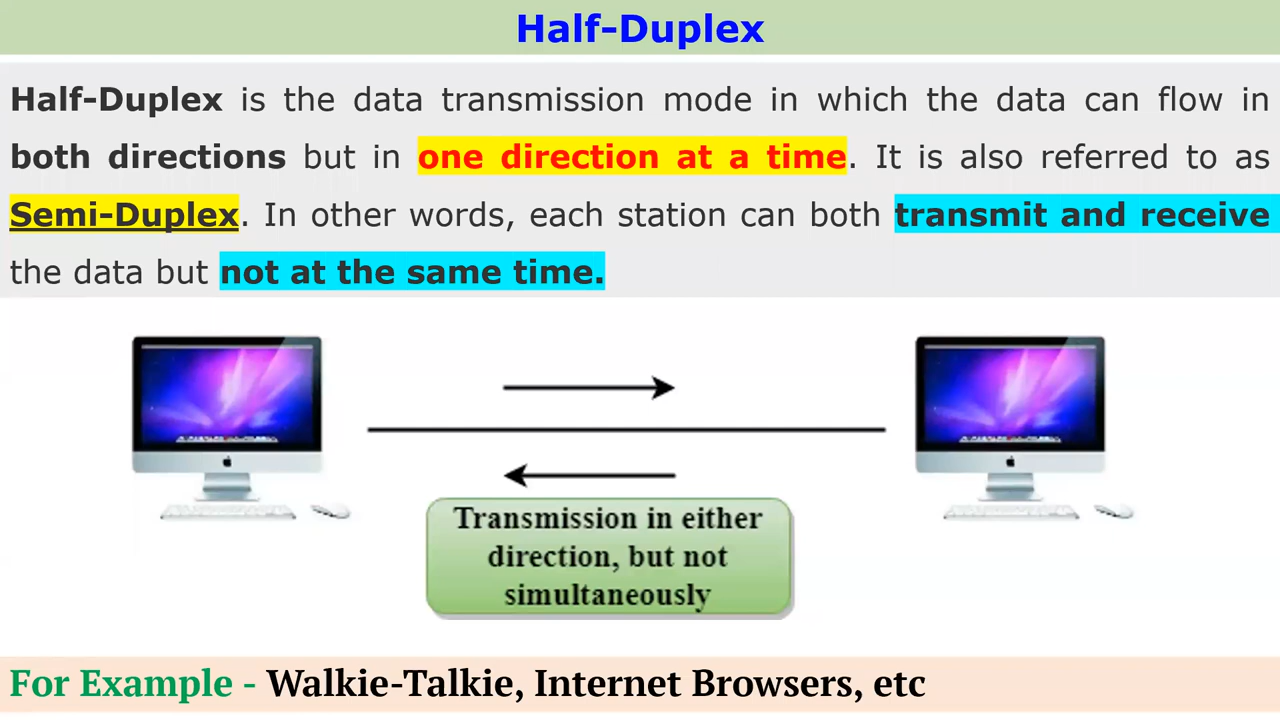 Half-Duplex
Half-Duplex is the data transmission mode in which the data can flow in
both directions but in one direction at a time. It is also referred to as
Semi-Duplex. In other words, each station can both transmit and receive
the data but not at the same time.
Transmission in either
direction, but not
simultaneously
For Example - Walkie-Talkie, Internet Browsers, etc